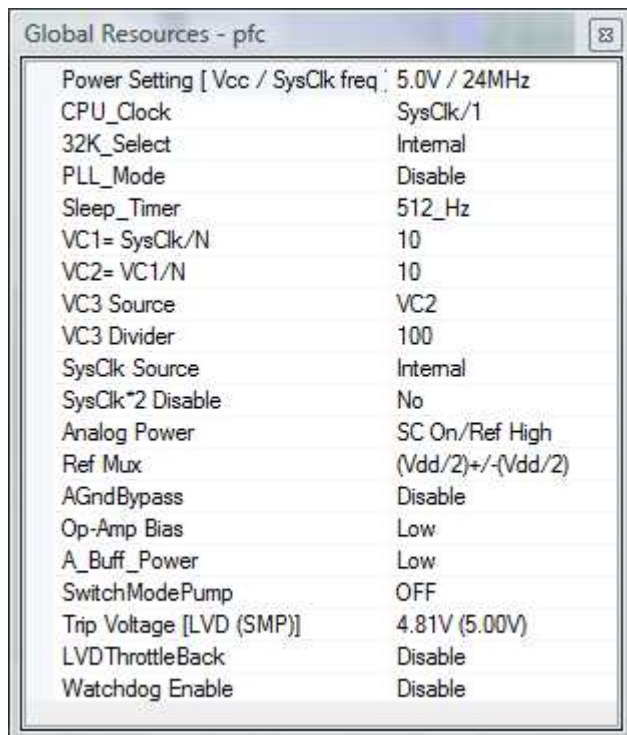 Global Resources - pfc
Power Setting [ Vcc / SysClk freq ] 5.0V / 24MHz
CPU_Clock SysClk/1
32K_Select Internal
PLL_Mode Disable
Sleep_Timer 512_Hz
VC1= SysClk/N 10
VC2= VC1/N 10
VC3 Source VC2
VC3 Divider 100
SysClk Source Internal
SysClk*2 Disable No
Analog Power SC On/Ref High
Ref Mux (Vdd/2)+/-(Vdd/2)
AGndBypass Disable
Op-Amp Bias Low
A_Buff_Power Low
SwitchModePump OFF
Trip Voltage [LVD (SMP)] 4.81V (5.00V)
LVDThrottleBack Disable
Watchdog Enable Disable